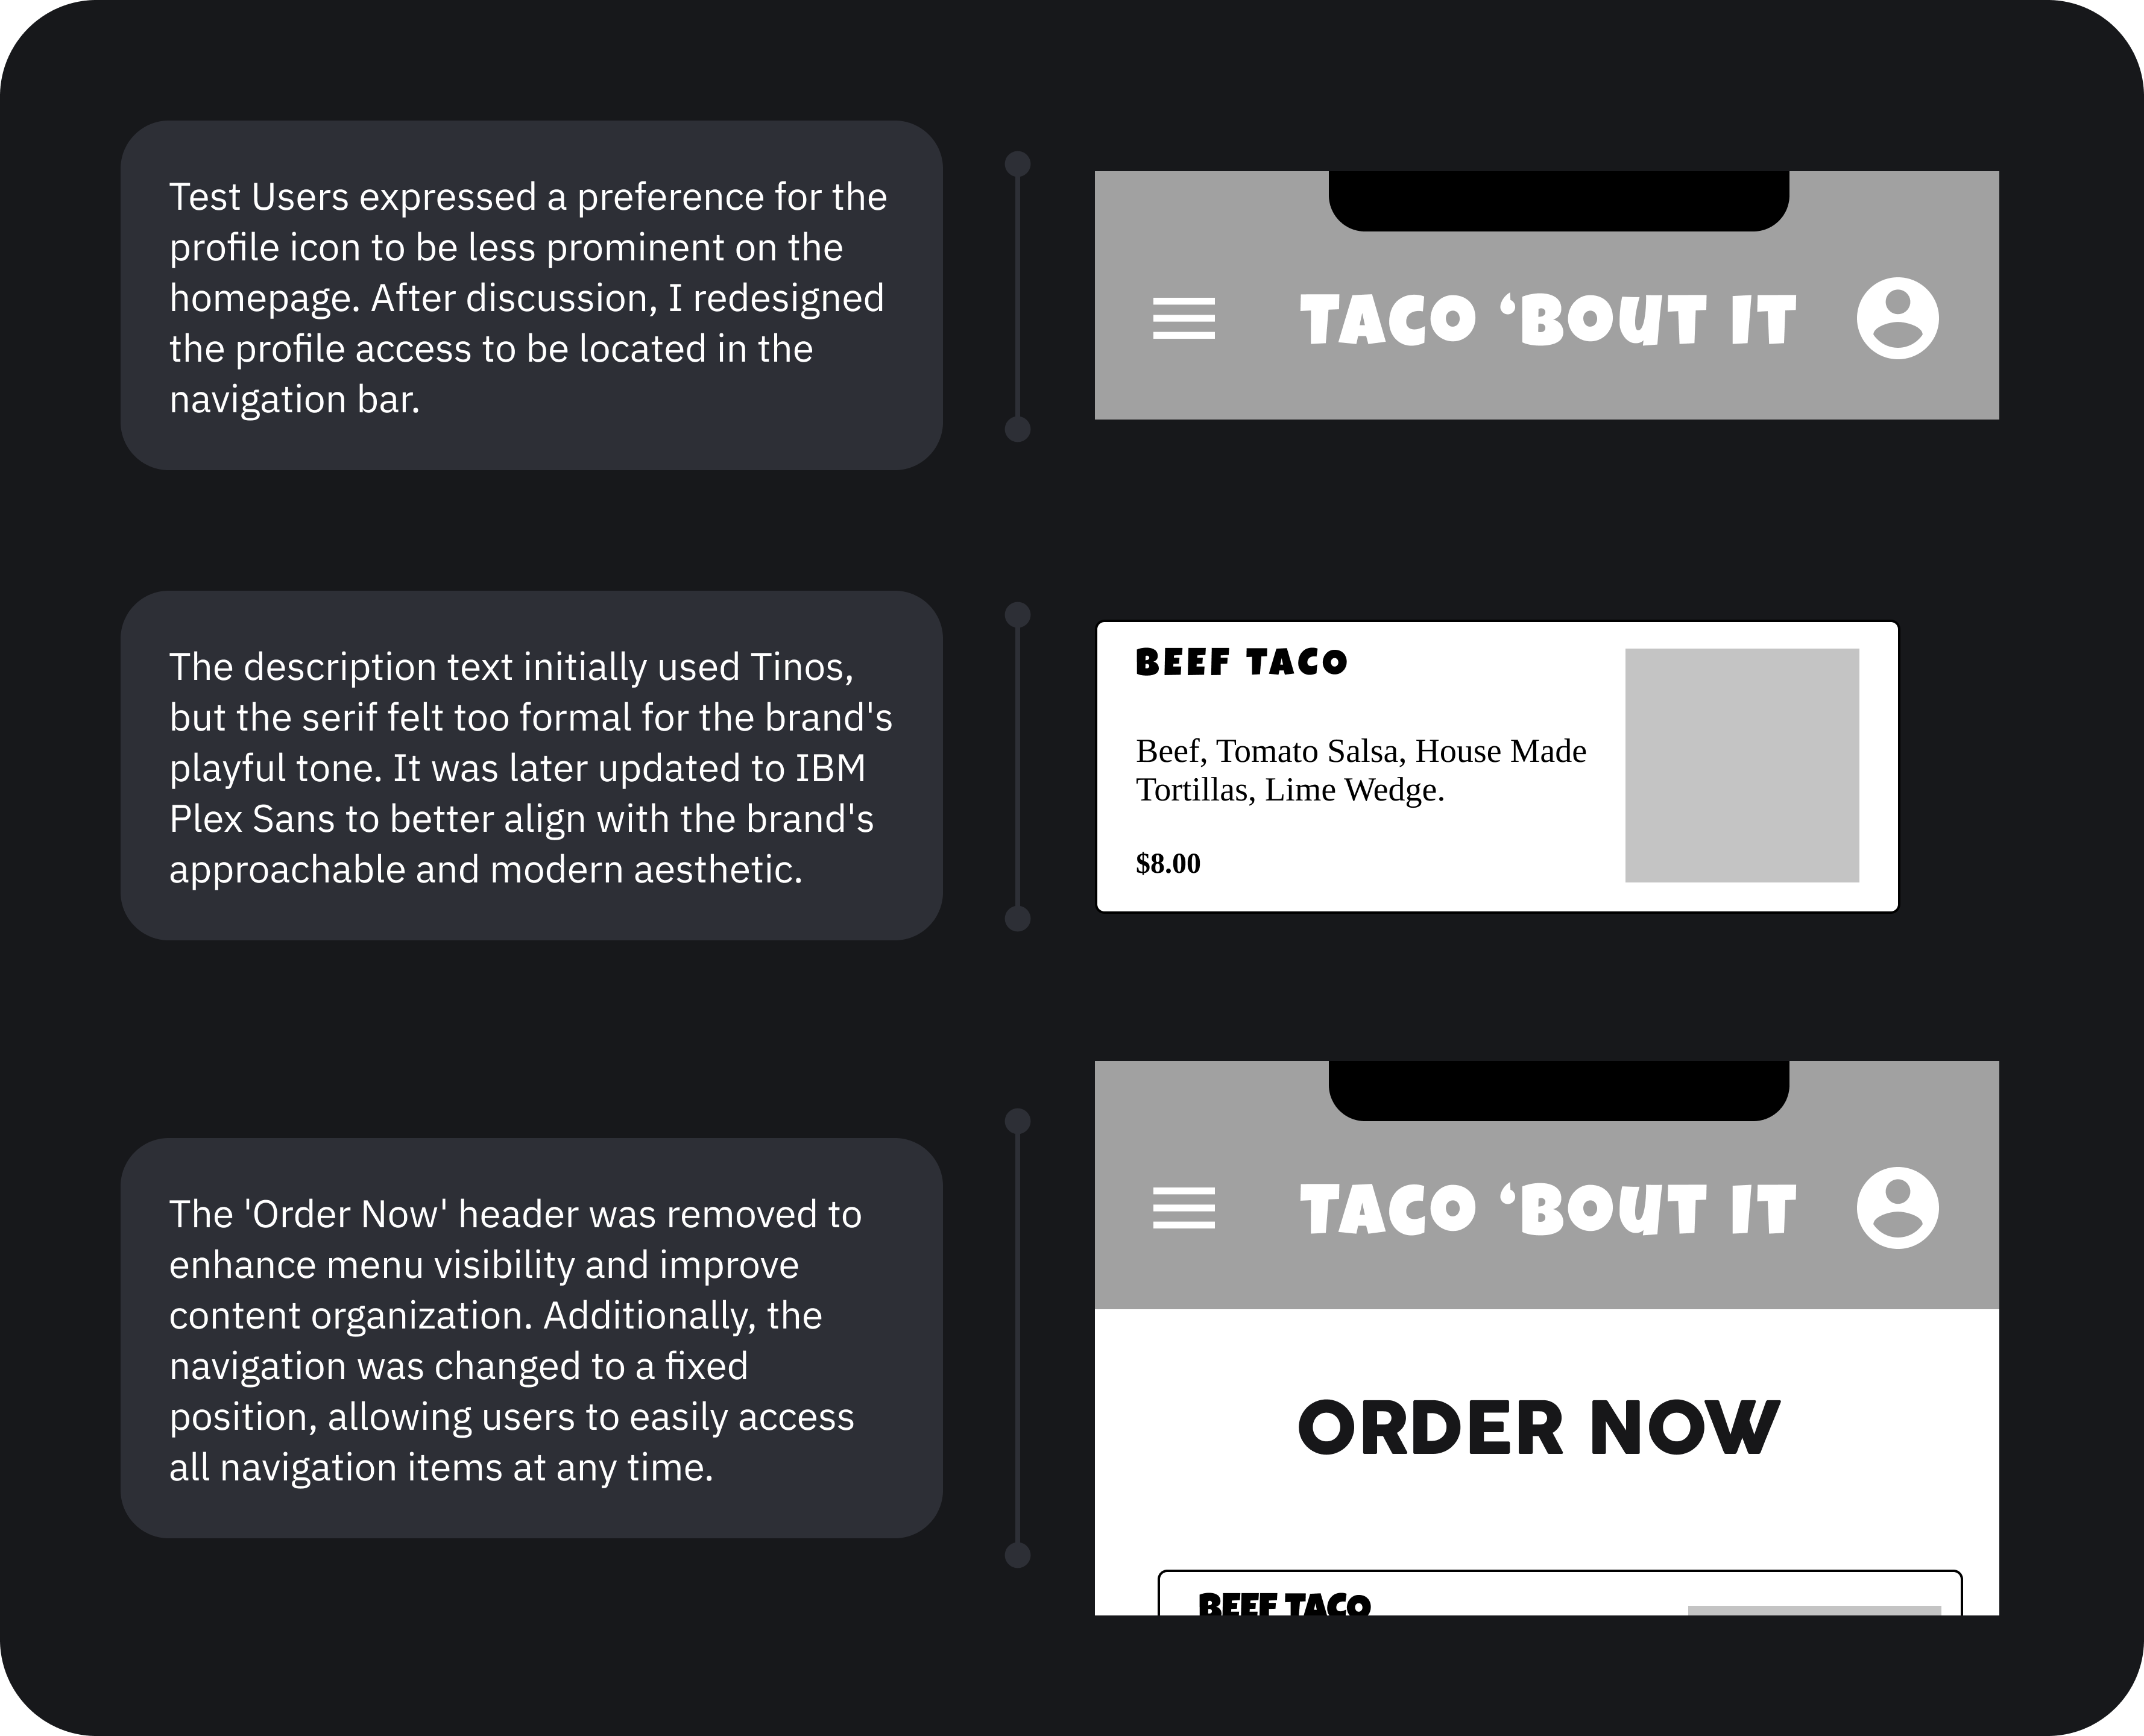 Test Users expressed a preference for the
profile icon to be less prominent on the
homepage. After discussion, I redesigned
the profile access to be located in the
navigation bar.
TACO ‘BOUT IT
The description text initially used Tinos,
but the serif felt too formal for the brand's
playful tone. It was later updated to IBM
Plex Sans to better align with the brand's
approachable and modern aesthetic.
BEEF TACO
Beef, Tomato Salsa, House Made
Tortillas, Lime Wedge.
$8.00
The 'Order Now' header was removed to
enhance menu visibility and improve
content organization. Additionally, the
navigation was changed to a fixed
position, allowing users to easily access
all navigation items at any time.
TACO ‘BOUT IT
ORDER NOW
BEEF TACO